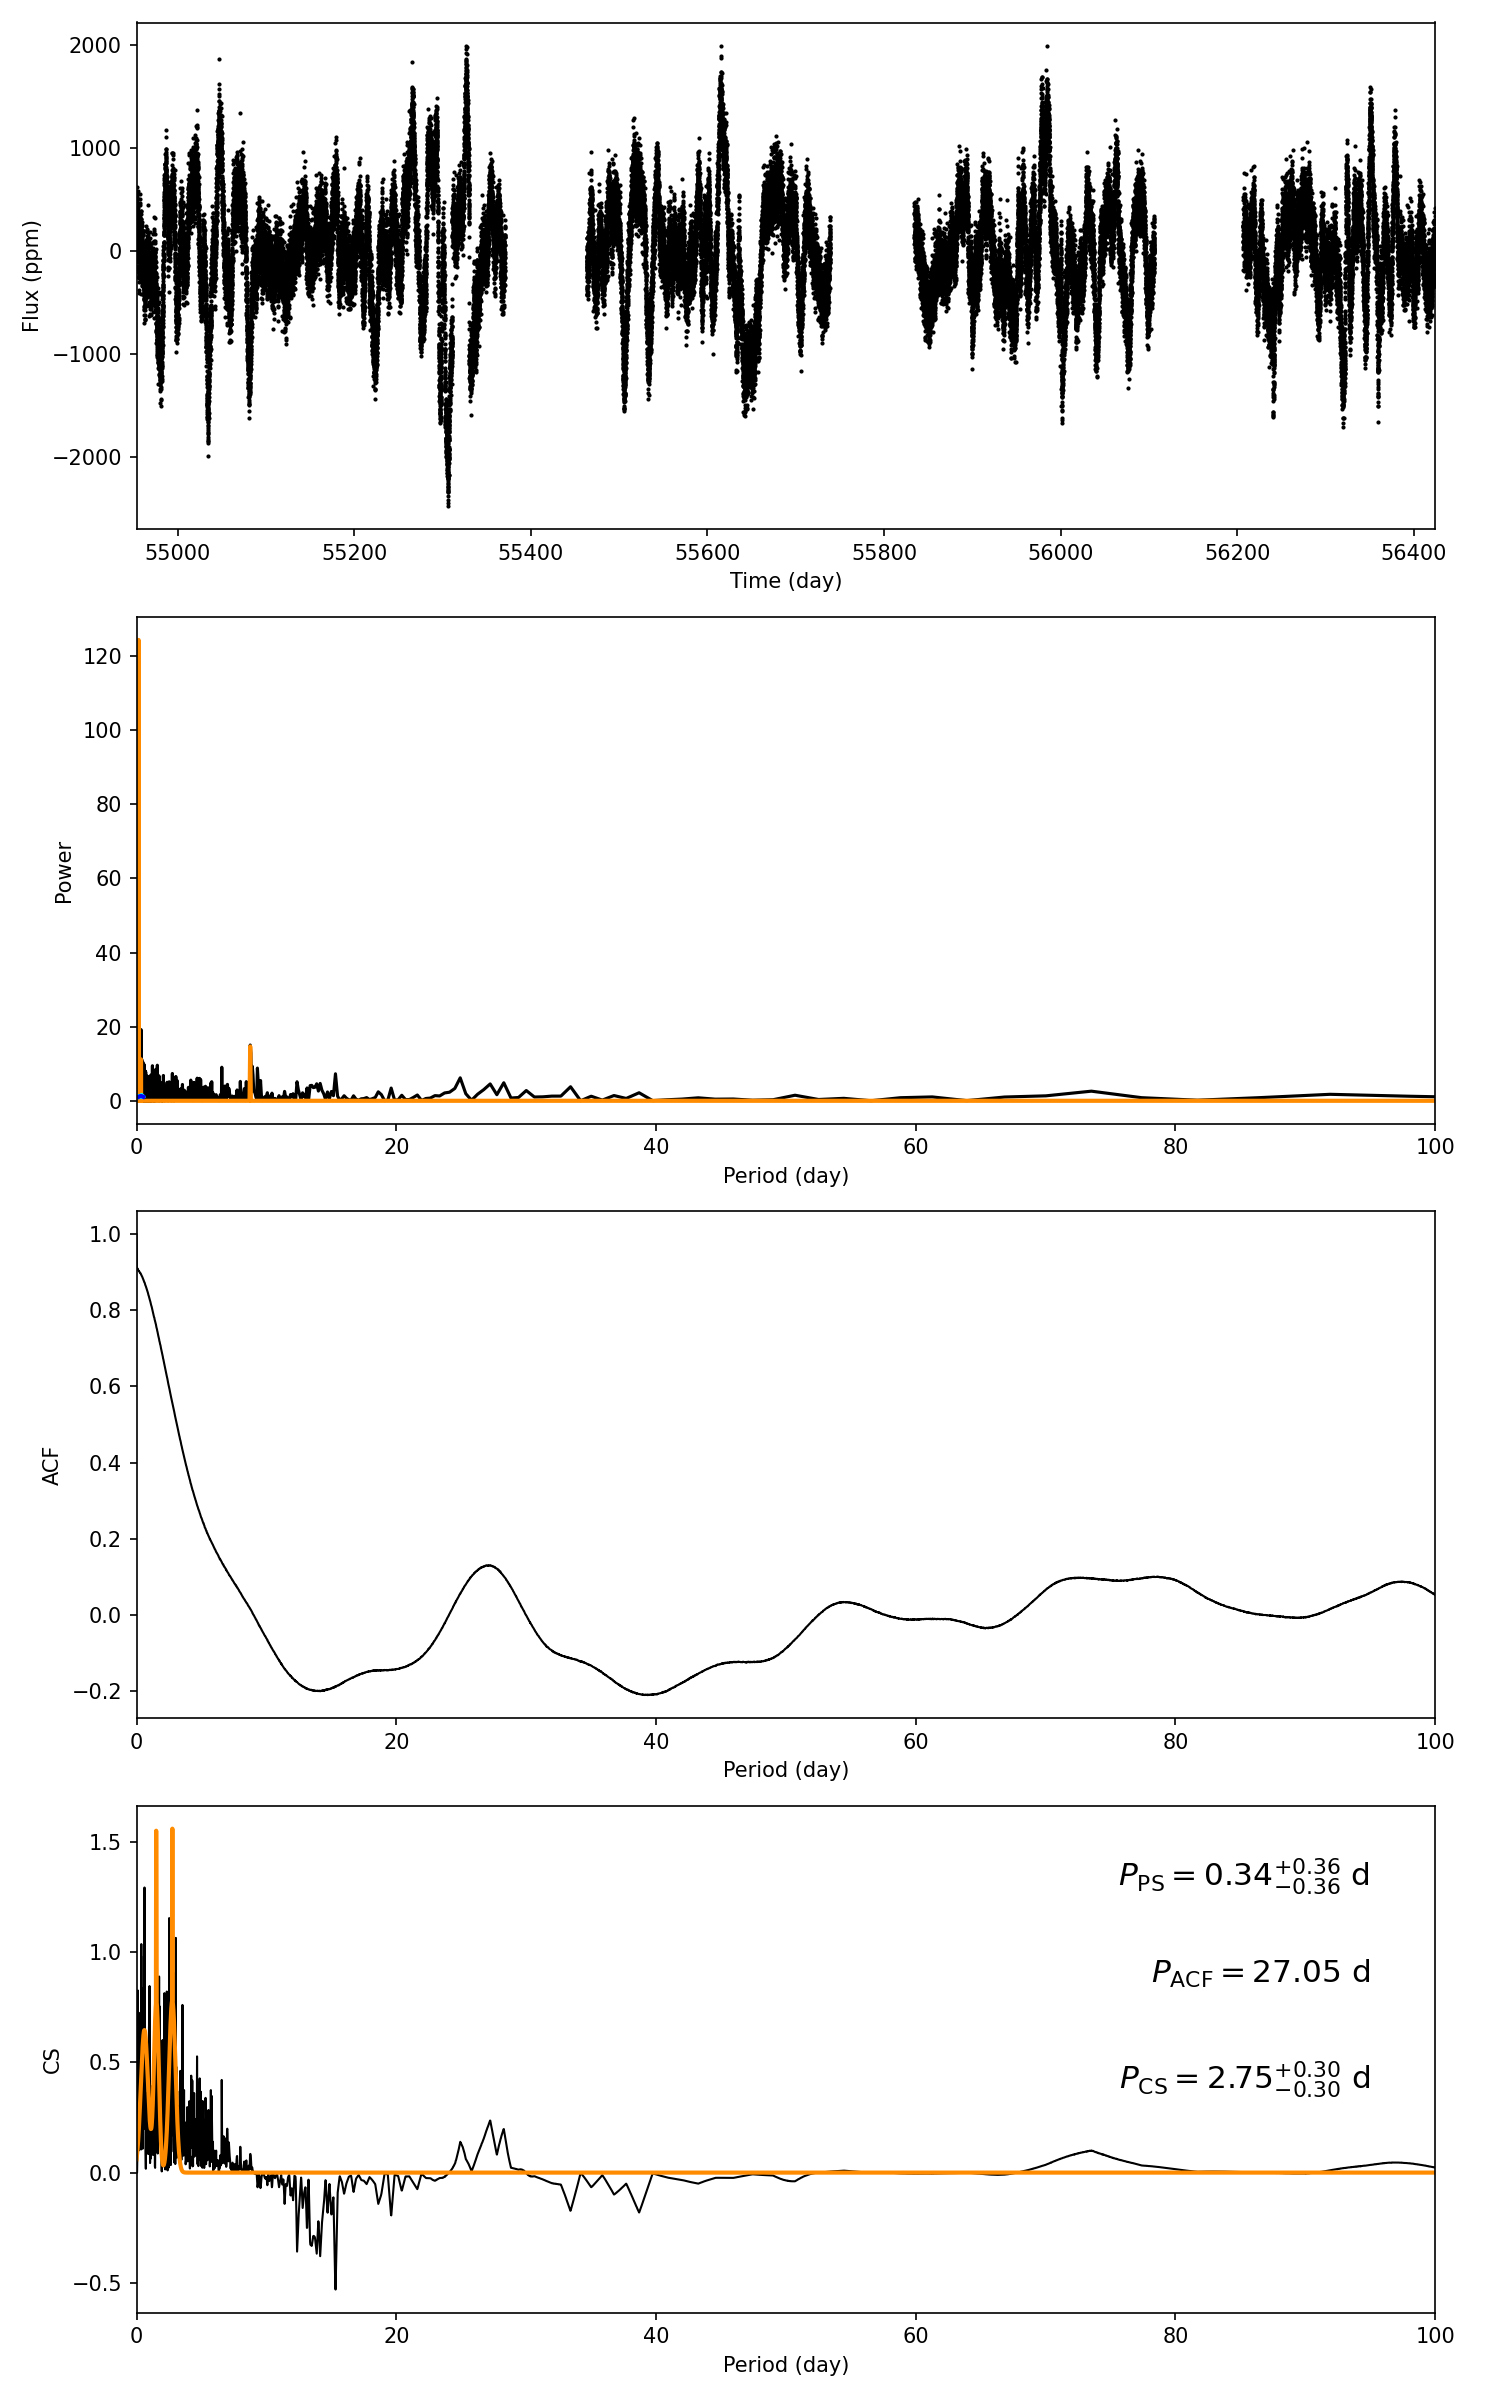 2000
1000
0
−1000
−2000
Flux (ppm)
55000 55200 55400 55600 55800 56000 56200 56400
Time (day)
120
100
80
60
40
20
0
Power
0 20 40 60 80 100
Period (day)
1.0
0.8
0.6
0.4
0.2
0.0
−0.2
ACF
0 20 40 60 80 100
Period (day)
1.5
1.0
0.5
0.0
−0.5
CS
P_PS = 0.34^{+0.36}_{−0.36} d
P_ACF = 27.05 d
P_CS = 2.75^{+0.30}_{−0.30} d
0 20 40 60 80 100
Period (day)